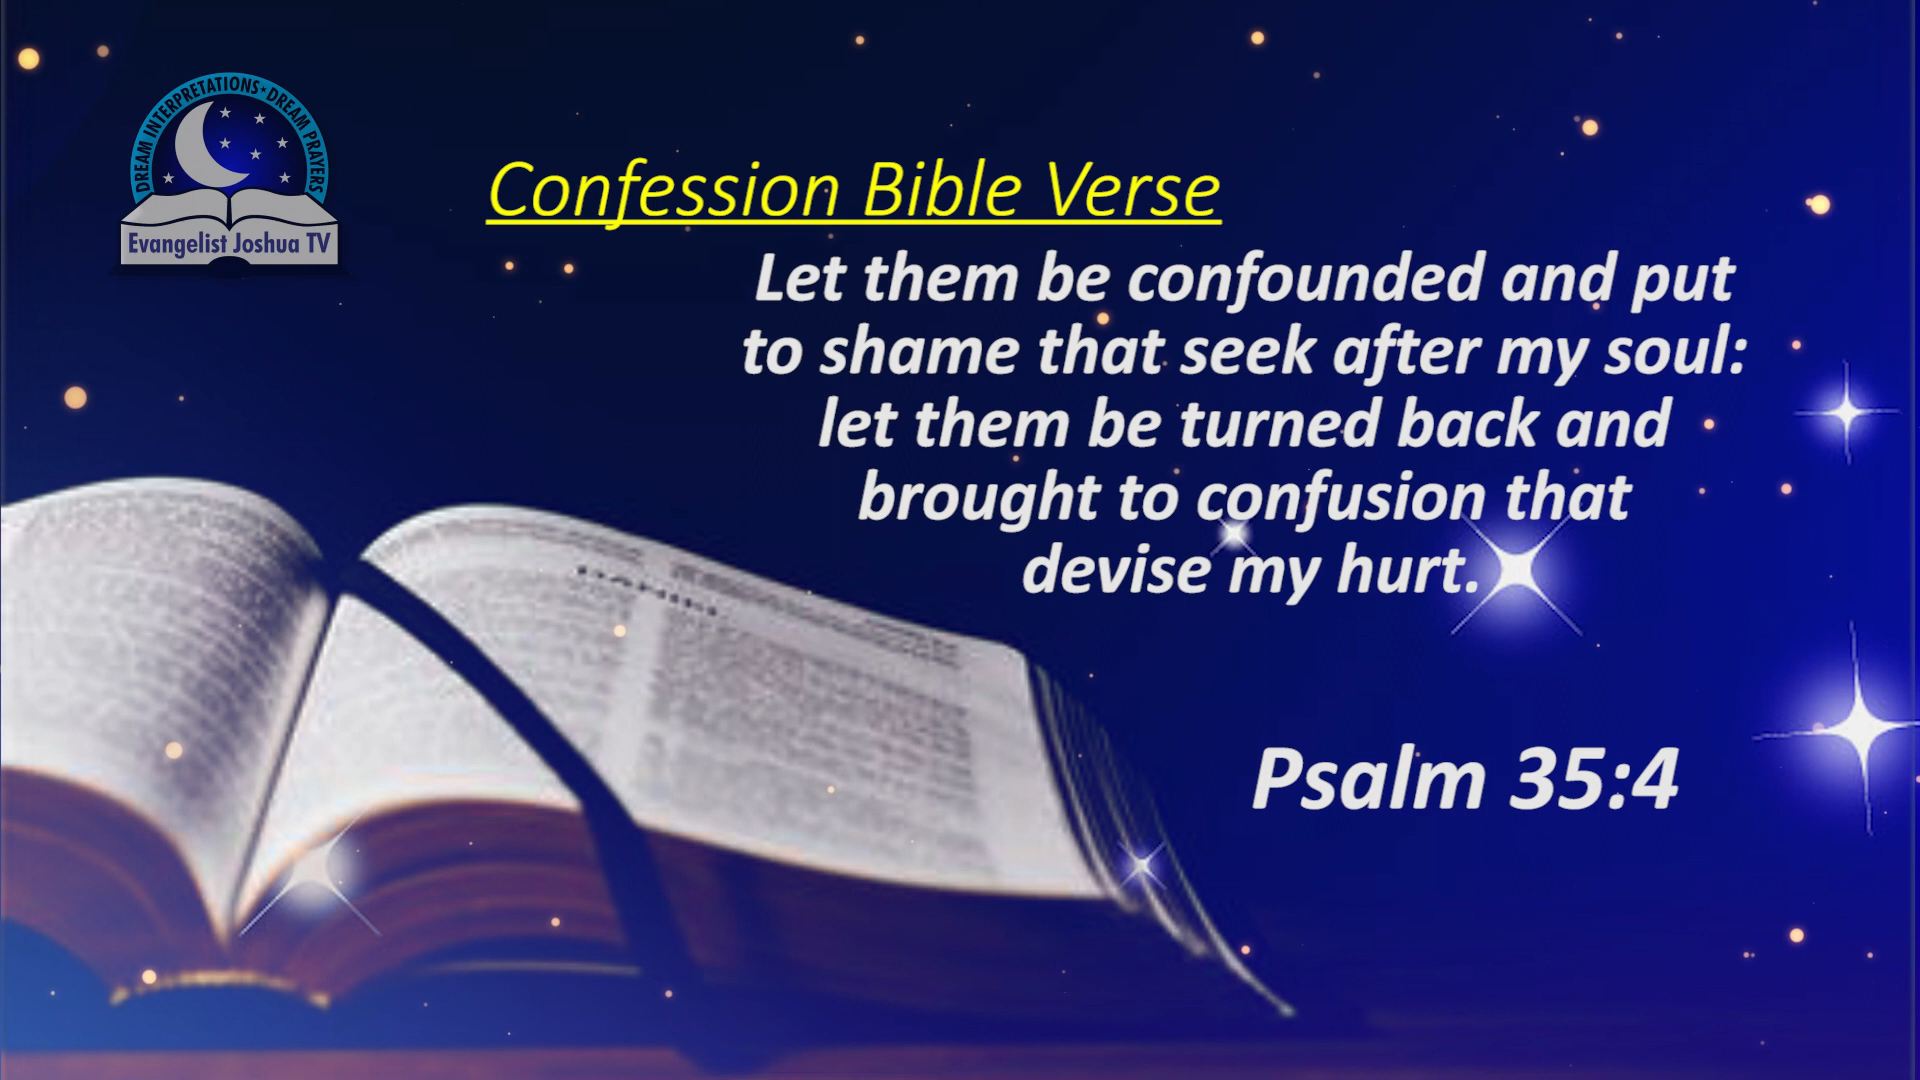 DREAM INTERPRETATIONS★DREAM PRAYERS
Evangelist Joshua TV
Confession Bible Verse
Let them be confounded and put
to shame that seek after my soul:
let them be turned back and
brought to confusion that
devise my hurt.
Psalm 35:4